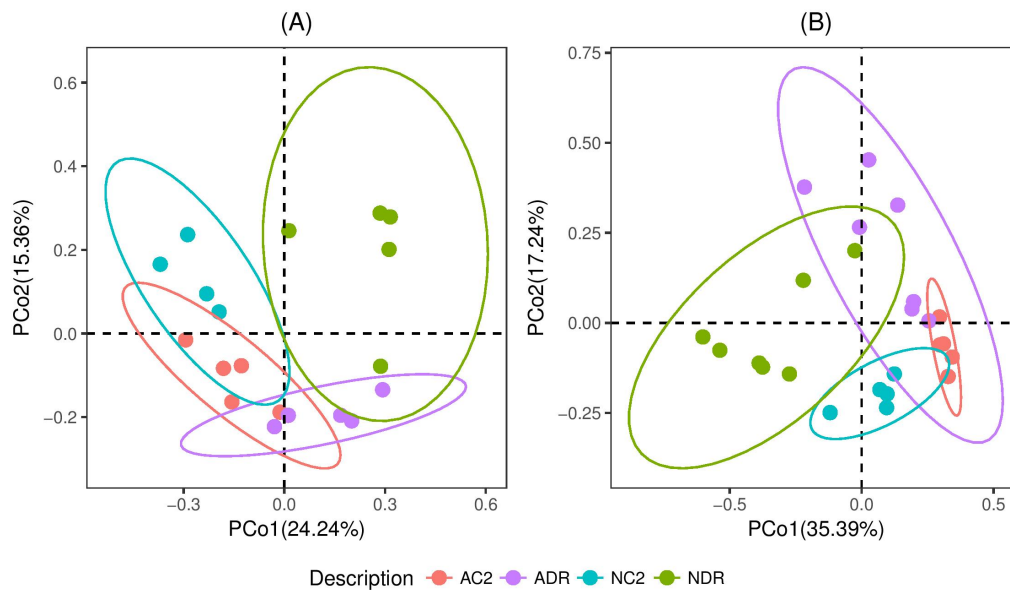 (A)
(B)
PCo2(15.36%)
0.6
0.4
0.2
0.0
−0.2
−0.3
0.0
0.3
0.6
PCo1(24.24%)
PCo2(17.24%)
0.75
0.50
0.25
0.00
−0.25
−0.5
0.0
0.5
PCo1(35.39%)
Description AC2 ADR NC2 NDR